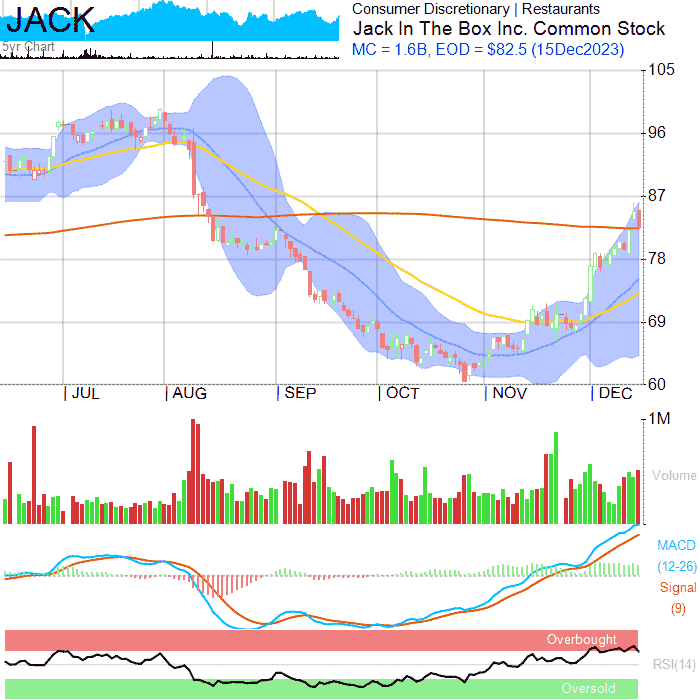 JACK
5yr Chart
Consumer Discretionary | Restaurants
Jack In The Box Inc. Common Stock
MC = 1.6B, EOD = $82.5 (15Dec2023)
105
96
87
78
69
60
JUL AUG SEP OCT NOV DEC
1M
Volume
MACD
(12-26)
Signal
(9)
Overbought
RSI(14)
Oversold